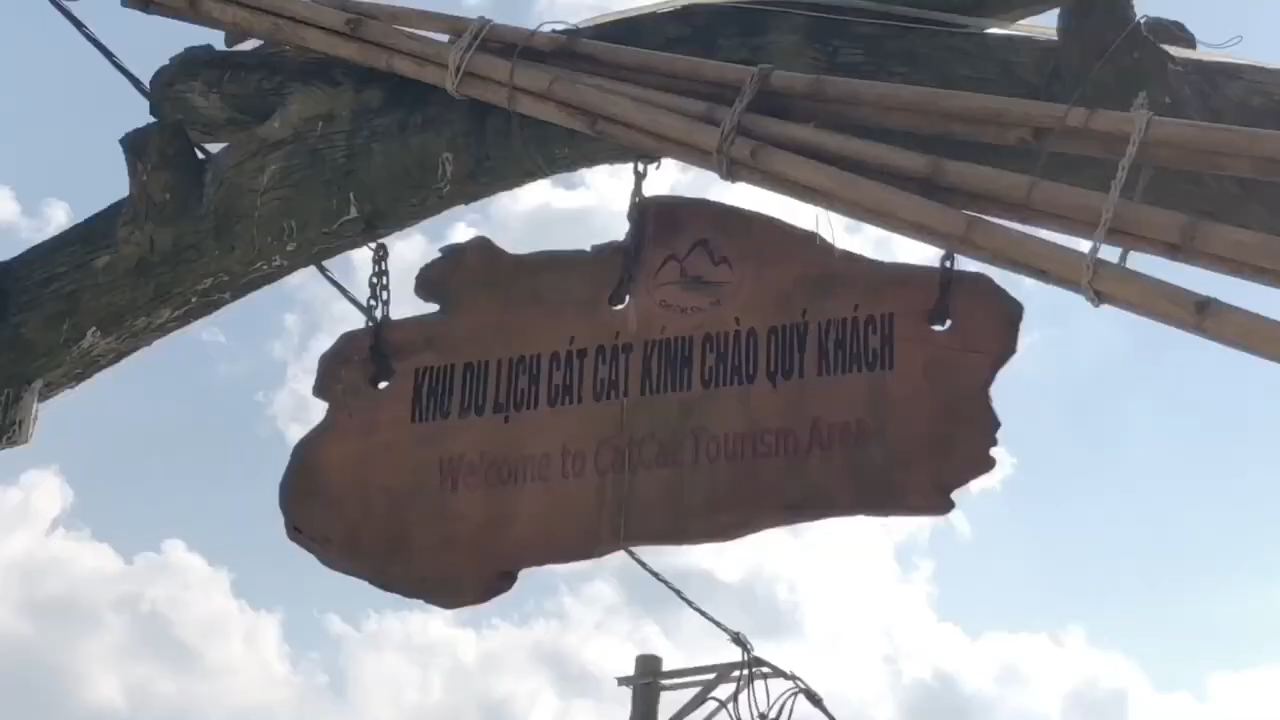 KHU DU LỊCH CÁT CÁT KÍNH CHÀO QUÝ KHÁCH
Welcome to CatCat Tourism Area